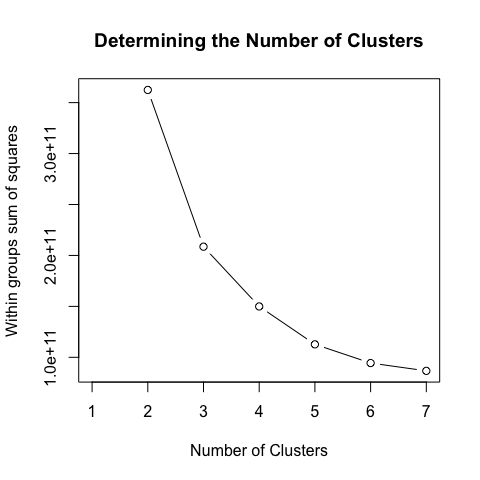 Determining the Number of Clusters
Within groups sum of squares
3.0e+11
2.0e+11
1.0e+11
1 2 3 4 5 6 7
Number of Clusters